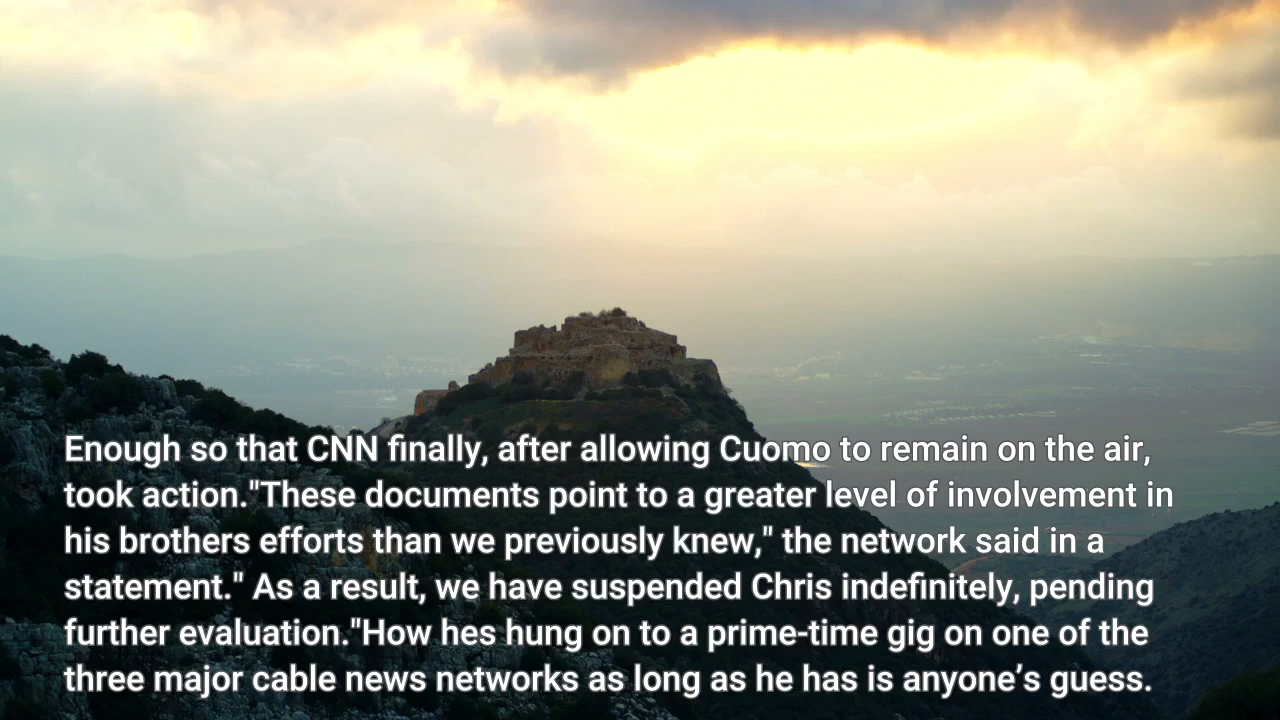 Enough so that CNN finally, after allowing Cuomo to remain on the air,
took action."These documents point to a greater level of involvement in
his brothers efforts than we previously knew," the network said in a
statement." As a result, we have suspended Chris indefinitely, pending
further evaluation."How hes hung on to a prime-time gig on one of the
three major cable news networks as long as he has is anyone’s guess.